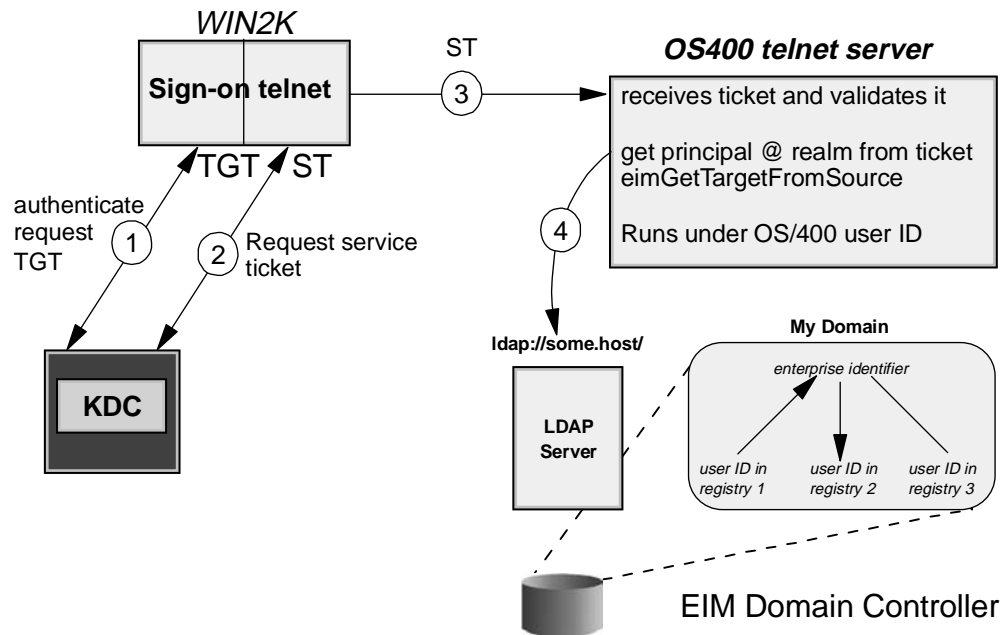 WIN2K
Sign-on telnet
TGT ST
ST
3
OS400 telnet server
receives ticket and validates it
get principal @ realm from ticket
eimGetTargetFromSource
Runs under OS/400 user ID
authenticate
request
TGT
1
2
Request service
ticket
4
KDC
ldap://some.host/
LDAP
Server
My Domain
enterprise identifier
user ID in
registry 1
user ID in
registry 2
user ID in
registry 3
EIM Domain Controller